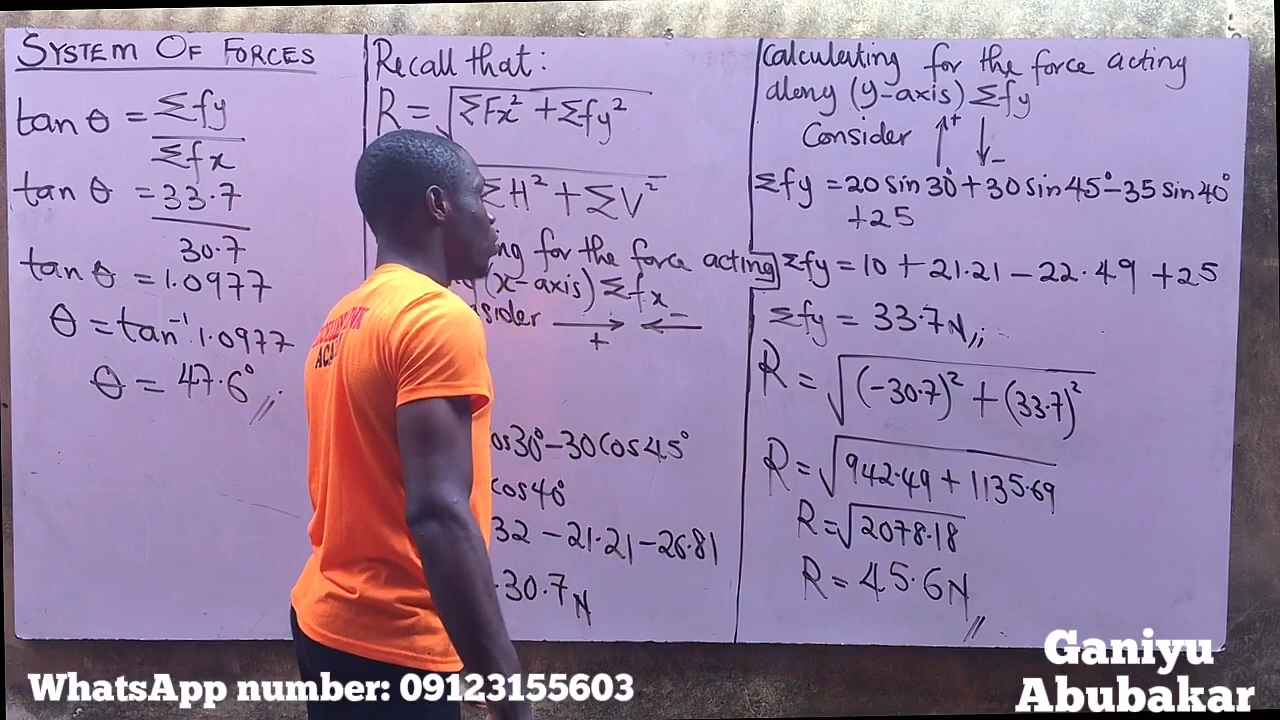 SYSTEM OF FORCES
tan θ = Σfy
Σfx
tan θ = 33.7
30.7
tan θ = 1.0977
θ = tan⁻¹ 1.0977
θ = 47.6°
Recall that:
R = √ΣFx² + Σfy²
ΣH² + ΣV²
ng for the force acting
(x-axis) Σfx
sider → + ← -
os30° - 30 Cos45°
Cos40°
32 - 21.21 - 26.81
-30.7N
Calculating for the force acting
along (y-axis) Σfy
Consider ↑+ ↓-
Σfy = 20 sin 30° + 30 sin 45° - 35 sin 40°
+25
Σfy = 10 + 21.21 - 22.49 + 25
Σfy = 33.7N
R = √(-30.7)² + (33.7)²
R = √942.49 + 1135.69
R = √2078.18
R = 45.6N
WhatsApp number: 09123155603
Ganiyu
Abubakar